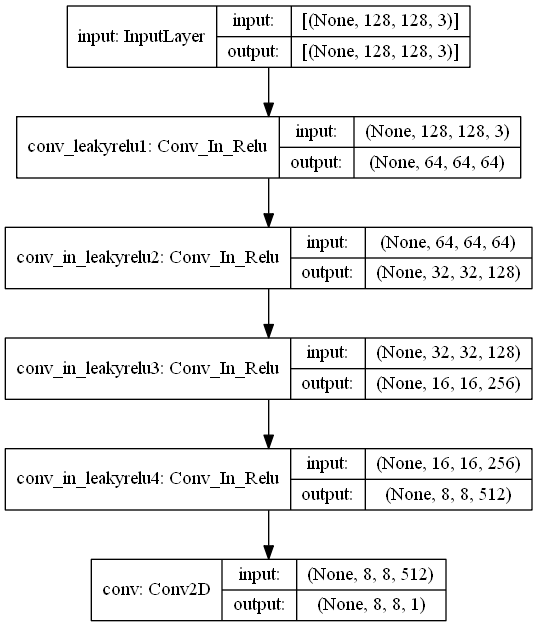 input: InputLayer
input: [(None, 128, 128, 3)]
output: [(None, 128, 128, 3)]
conv_leakyrelu1: Conv_In_Relu
input: (None, 128, 128, 3)
output: (None, 64, 64, 64)
conv_in_leakyrelu2: Conv_In_Relu
input: (None, 64, 64, 64)
output: (None, 32, 32, 128)
conv_in_leakyrelu3: Conv_In_Relu
input: (None, 32, 32, 128)
output: (None, 16, 16, 256)
conv_in_leakyrelu4: Conv_In_Relu
input: (None, 16, 16, 256)
output: (None, 8, 8, 512)
conv: Conv2D
input: (None, 8, 8, 512)
output: (None, 8, 8, 1)